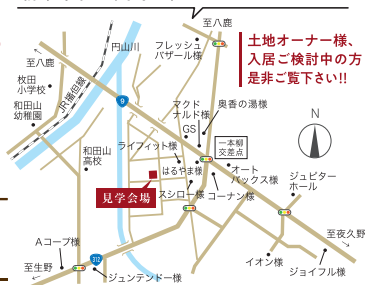 至八鹿
円山川
フレッシュ
バザール様
土地オーナー様、
入居ご検討中の方
是非ご覧下さい!!
至八鹿
枚田
小学校
JR播但線
和田山
幼稚園
9
マクド
ナルド様
奥香の湯様
GS
N
一本柳
交差点
ライフィット様
和田山
高校
はるやま様
オート
バックス様
ジュピター
ホール
見学会場
スシロー様
コーナン様
至夜久野
Aコープ様
312
至生野
ジュンテンドー様
イオン様
ジョイフル様